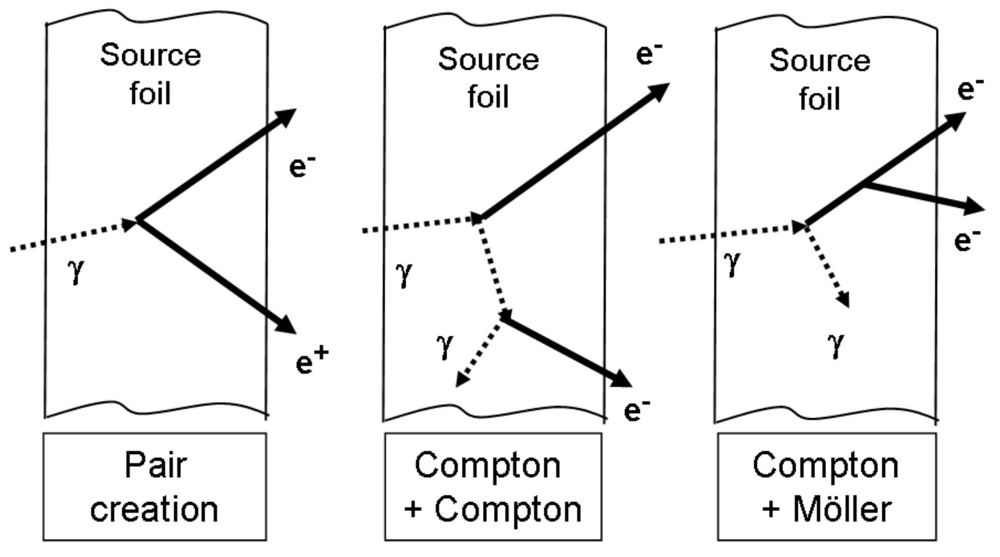 Source
foil
e-
γ
e+
Pair
creation
Source
foil
e-
γ
γ
e-
Compton
+ Compton
Source
foil
e-
γ
e-
γ
Compton
+ Möller